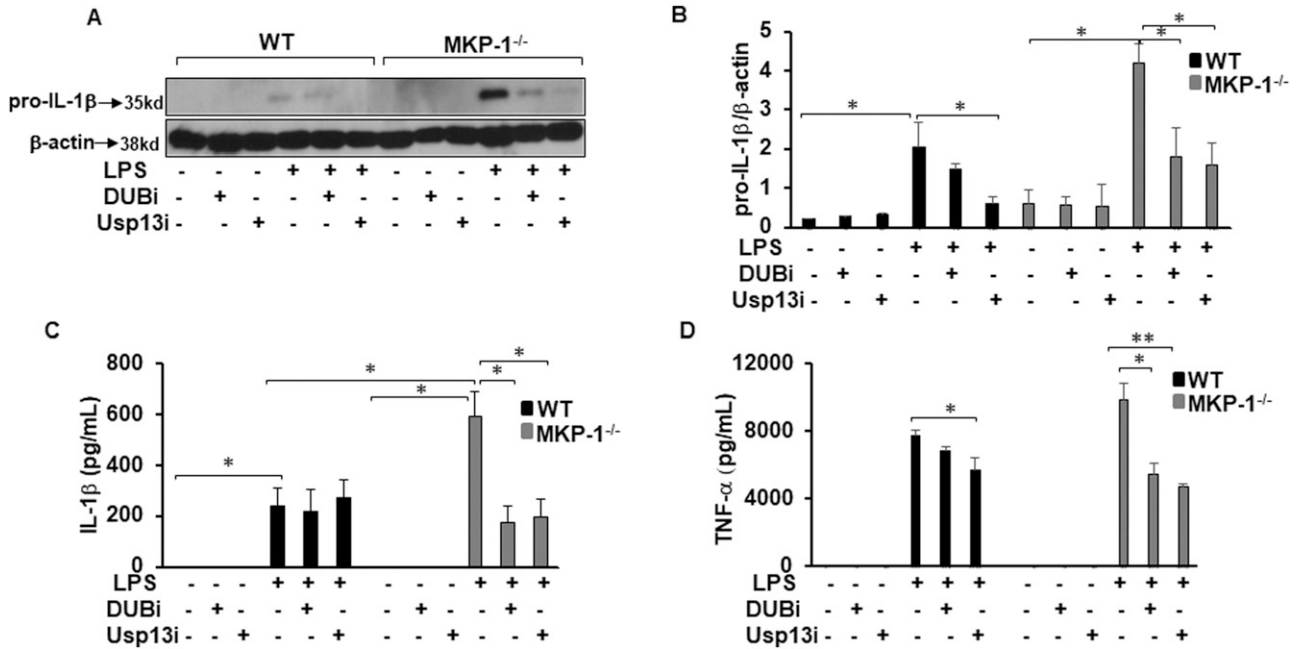 A
WT MKP-1-/-
pro-IL-1β→35kd
β-actin→38kd
LPS - - - + + + - - - + + +
DUBi - + - - + - - + - - + -
Usp13i - - + - - + - - + - - +
B
* * * * *
pro-IL-1β/β-actin
5
4
3
2
1
0
WT
MKP-1-/-
LPS - - - + + + - - - + + +
DUBi - + - - + - - + - - + -
Usp13i - - + - - + - - + - - +
C
* * * * *
IL-1β (pg/mL)
800
600
400
200
0
WT
MKP-1-/-
LPS - - - + + + - - - + + +
DUBi - + - - + - - + - - + -
Usp13i - - + - - + - - + - - +
D
** * *
TNF-α (pg/mL)
12000
8000
4000
0
WT
MKP-1-/-
LPS - - - + + + - - - + + +
DUBi - + - - + - - + - - + -
Usp13i - - + - - + - - + - - +